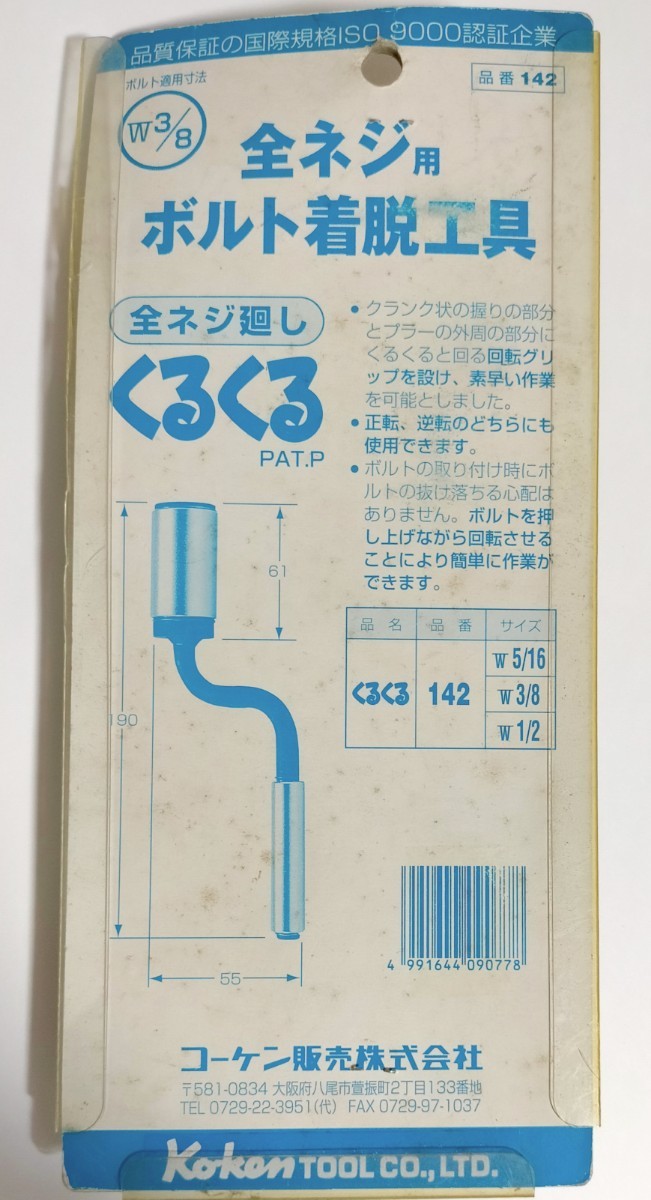 品質保証の国際規格ISO 9000認証企業
ボルト適用寸法
品番 142
W3/8
全ネジ用
ボルト着脱工具
全ネジ廻し
くるくる
PAT.P
• クランク状の握りの部分
とプラーの外周の部分に
くるくると回る回転グリ
ップを設け、素早い作業
を可能としました。
• 正転、逆転のどちらにも
使用できます。
• ボルトの取り付け時にボ
ルトの抜け落ちる心配は
ありません。ボルトを押
し上げながら回転させる
ことにより簡単に作業が
できます。
61
190
55
品名 品番 サイズ
くるくる 142 W 5/16
W 3/8
W 1/2
4 991644 090778
コーケン販売株式会社
〒581-0834 大阪府八尾市萱振町2丁目133番地
TEL 0729-22-3951(代) FAX 0729-97-1037
Koken TOOL CO., LTD.